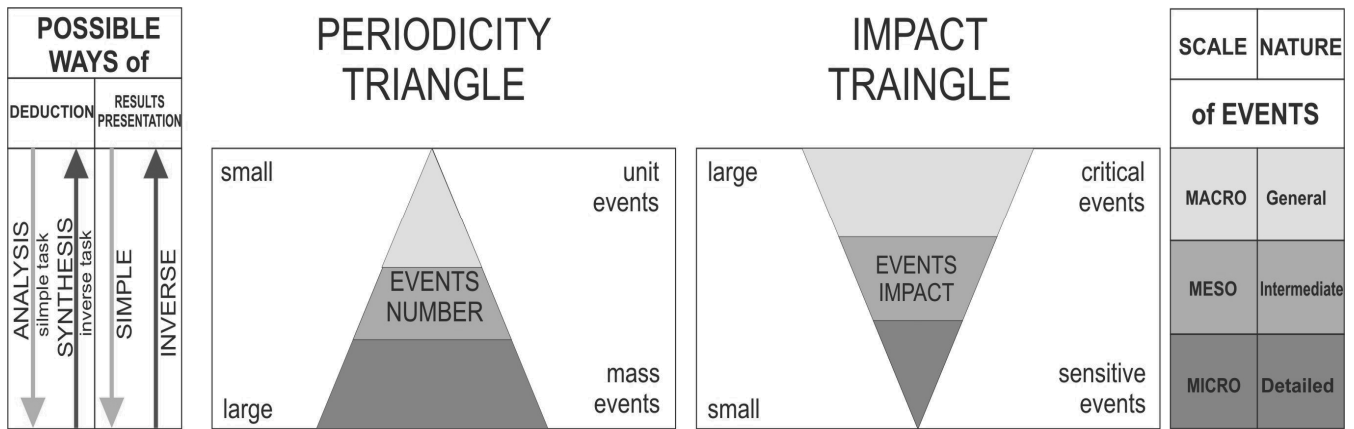 POSSIBLE
WAYS of
DEDUCTION
RESULTS
PRESENTATION
ANALYSIS
silmple task
SYNTHESIS
inverse task
SIMPLE
INVERSE
PERIODICITY
TRIANGLE
small
unit
events
EVENTS
NUMBER
large
mass
events
IMPACT
TRAINGLE
large
critical
events
EVENTS
IMPACT
small
sensitive
events
SCALE NATURE
of EVENTS
MACRO General
MESO Intermediate
MICRO Detailed